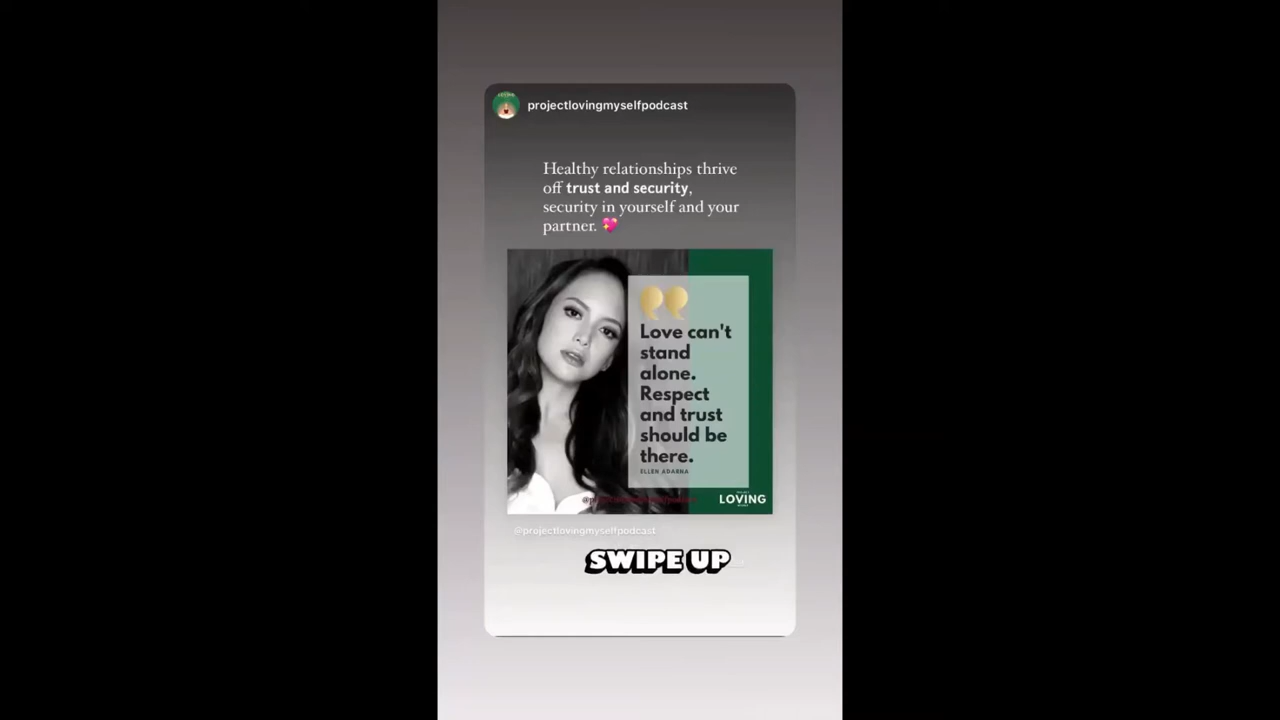 projectlovingmyselfpodcast
Healthy relationships thrive
off trust and security,
security in yourself and your
partner. 💖
Love can't
stand
alone.
Respect
and trust
should be
there.
ELLEN ADARNA
LOVING
@projectlovingmyselfpodcast
SWIPE UP